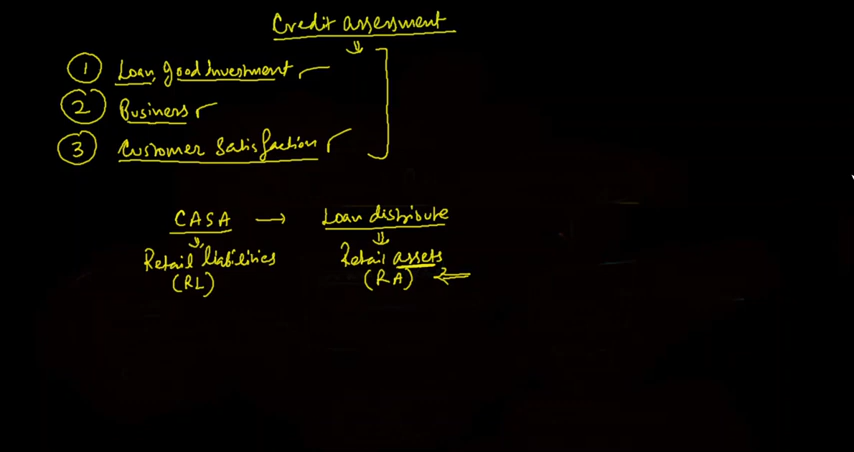 Credit assessment
1 Loan, good Investment
2 Business
3 Customer Satisfaction
CASA → Loan distribute
Retail liabilities Retail assets
(RL) (RA)